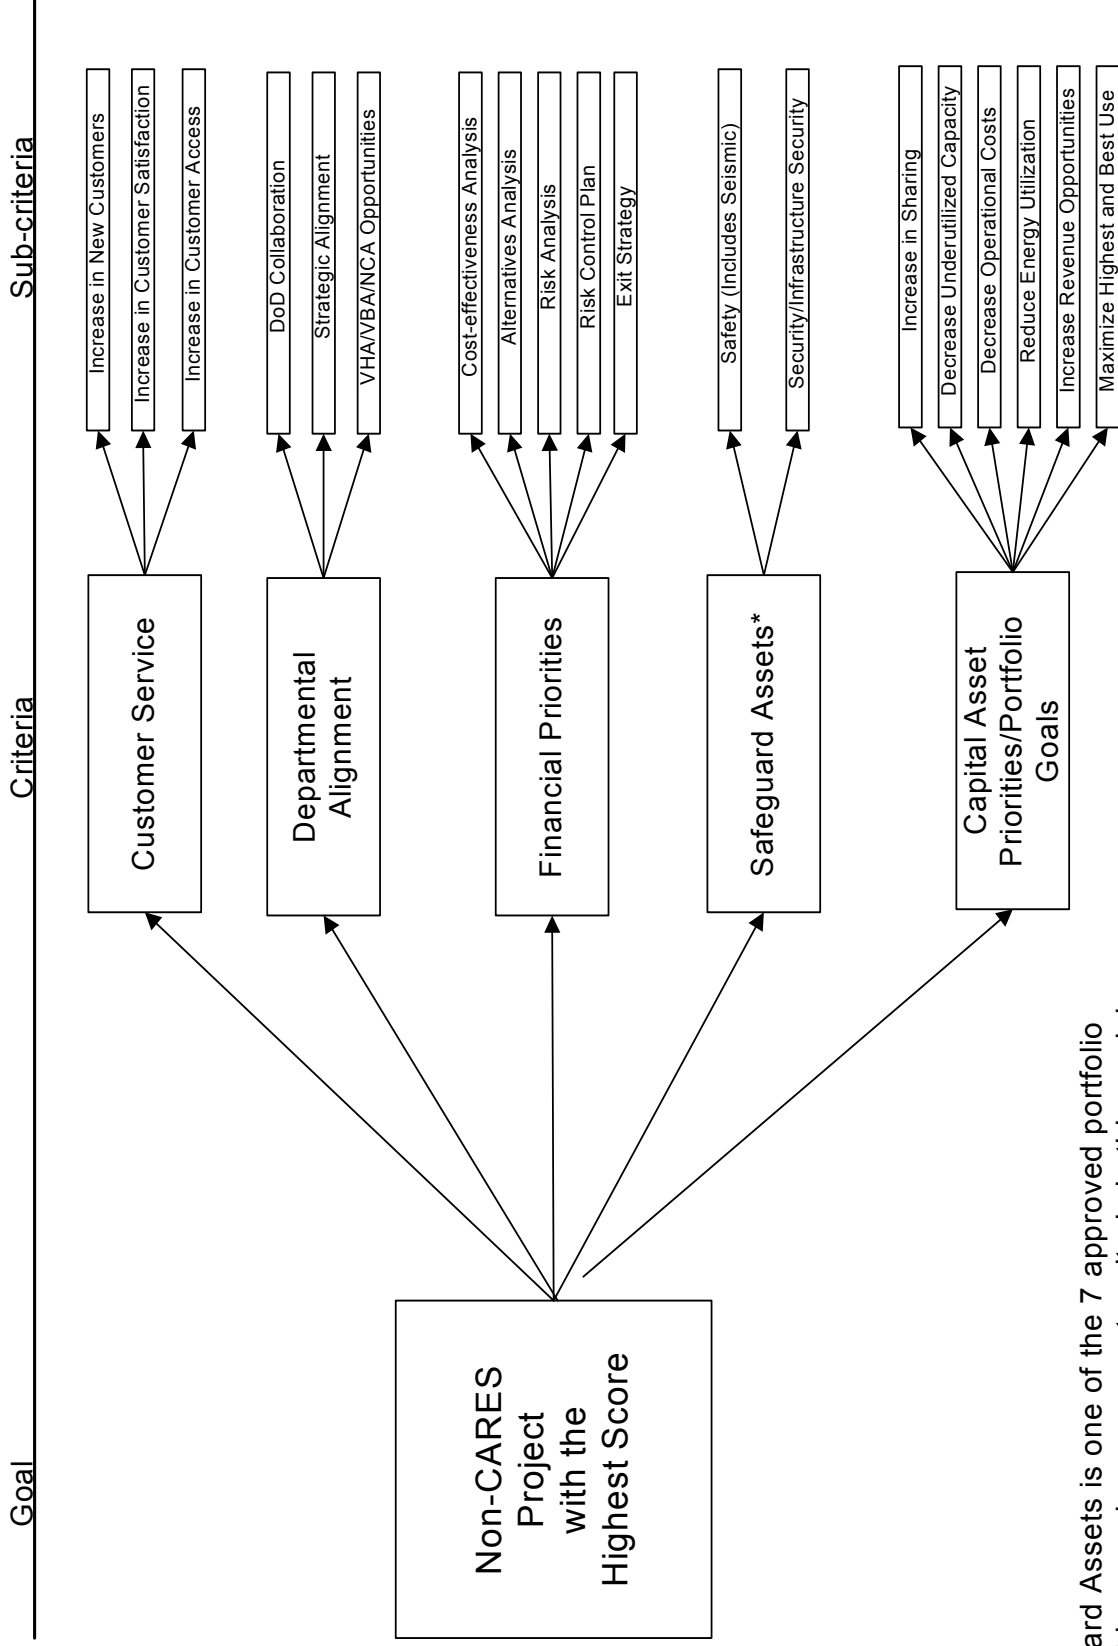 Goal
Criteria
Sub-criteria
Non-CARES
Project
with the
Highest Score
Customer Service
Increase in New Customers
Increase in Customer Satisfaction
Increase in Customer Access
Departmental
Alignment
DoD Collaboration
Strategic Alignment
VHA/VBA/NCA Opportunities
Financial Priorities
Cost-effectiveness Analysis
Alternatives Analysis
Risk Analysis
Risk Control Plan
Exit Strategy
Safeguard Assets*
Safety (Includes Seismic)
Security/Infrastructure Security
Capital Asset
Priorities/Portfolio
Goals
Increase in Sharing
Decrease Underutilized Capacity
Decrease Operational Costs
Reduce Energy Utilization
Increase Revenue Opportunities
Maximize Highest and Best Use
ard Assets is one of the 7 approved portfolio